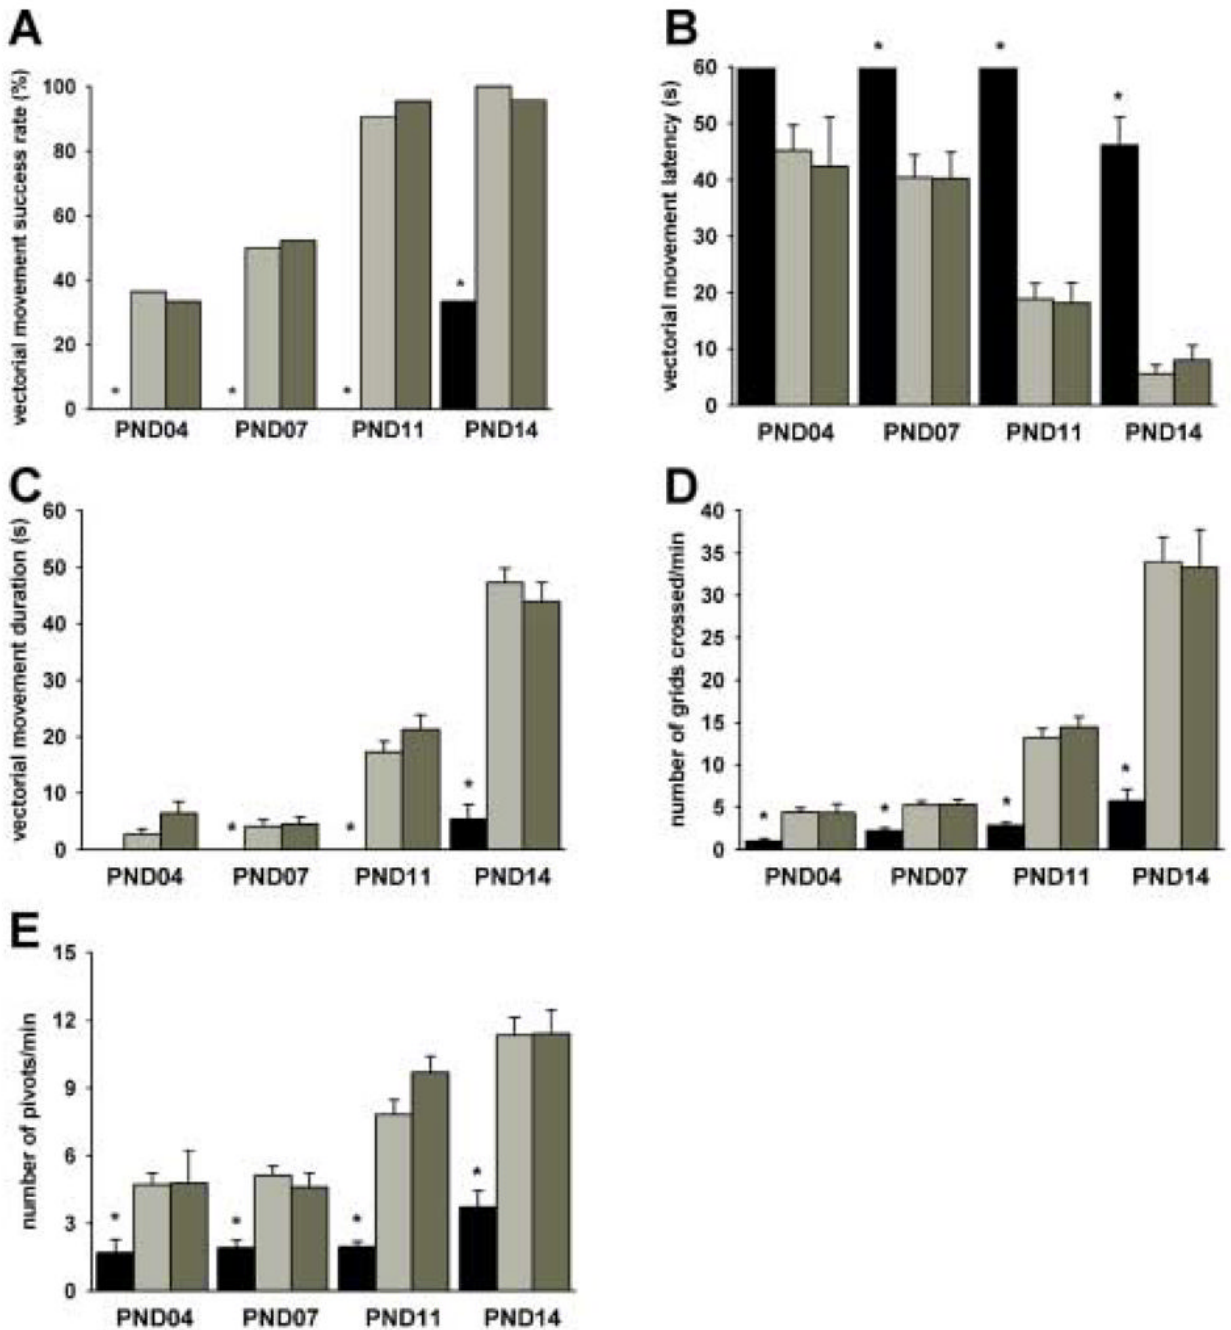 A
vectorial movement success rate (%)
100
80
60
40
20
0
* * * *
PND04 PND07 PND11 PND14
B
vectorial movement latency (s)
60
50
40
30
20
10
0
* * *
PND04 PND07 PND11 PND14
C
vectorial movement duration (s)
60
50
40
30
20
10
0
* * *
PND04 PND07 PND11 PND14
D
number of grids crossed/min
40
35
30
25
20
15
10
5
0
* * * *
PND04 PND07 PND11 PND14
E
number of pivots/min
15
12
9
6
3
0
* * * *
PND04 PND07 PND11 PND14